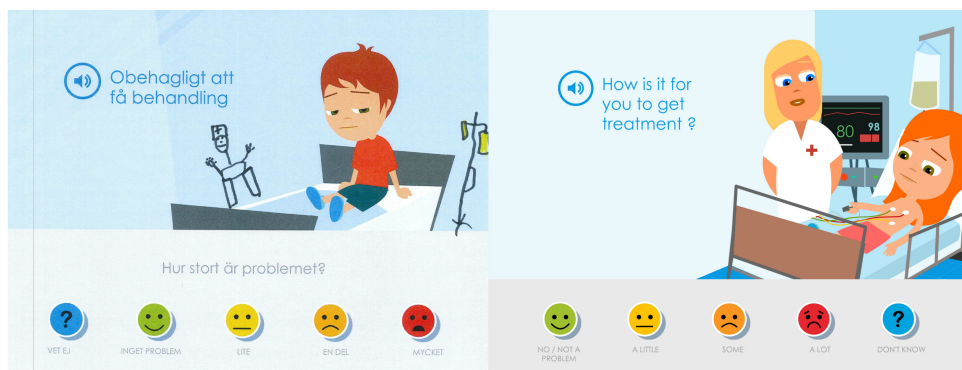 Obehagligt att
få behandling
Hur stort är problemet?
?
VET EJ
INGET PROBLEM
LITE
EN DEL
MYCKET
How is it for
you to get
treatment ?
80
98
NO / NOT A
PROBLEM
A LITTLE
SOME
A LOT
?
DON'T KNOW